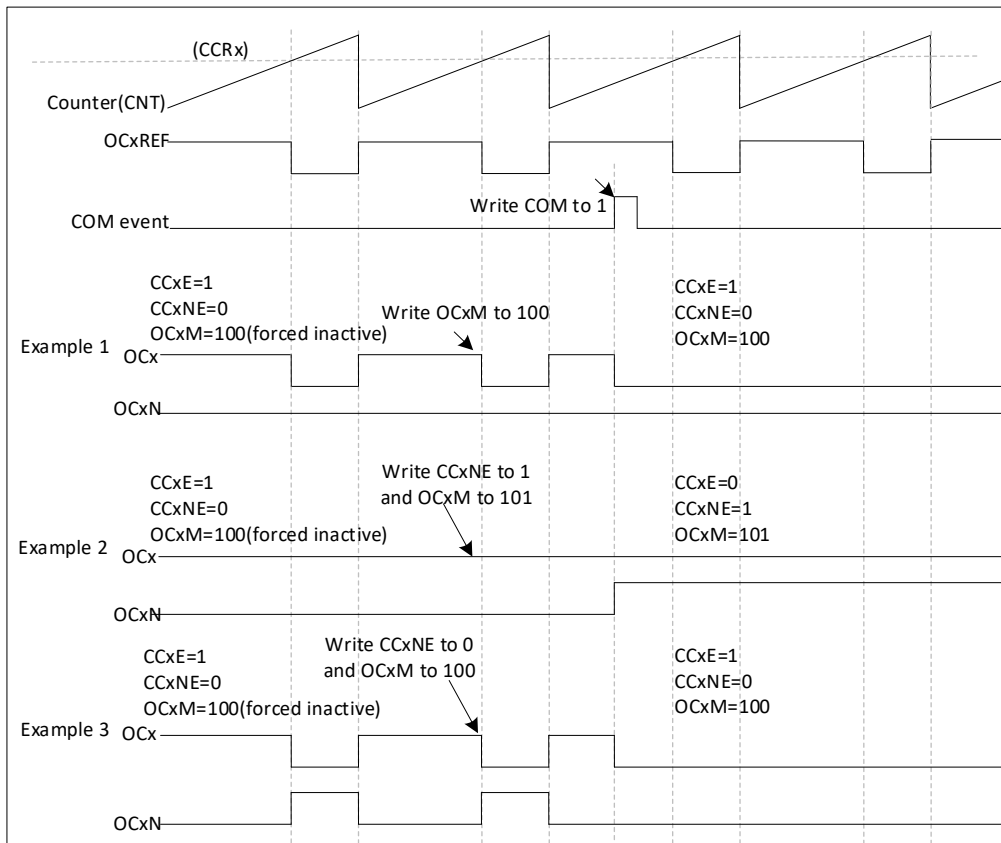 (CCRx)
Counter(CNT)
OCxREF
Write COM to 1
COM event
CCxE=1
CCxNE=0
OCxM=100(forced inactive)
Write OCxM to 100
CCxE=1
CCxNE=0
OCxM=100
Example 1
OCx
OCxN
CCxE=1
CCxNE=0
OCxM=100(forced inactive)
Write CCxNE to 1
and OCxM to 101
CCxE=0
CCxNE=1
OCxM=101
Example 2
OCx
OCxN
CCxE=1
CCxNE=0
OCxM=100(forced inactive)
Write CCxNE to 0
and OCxM to 100
CCxE=1
CCxNE=0
OCxM=100
Example 3
OCx
OCxN